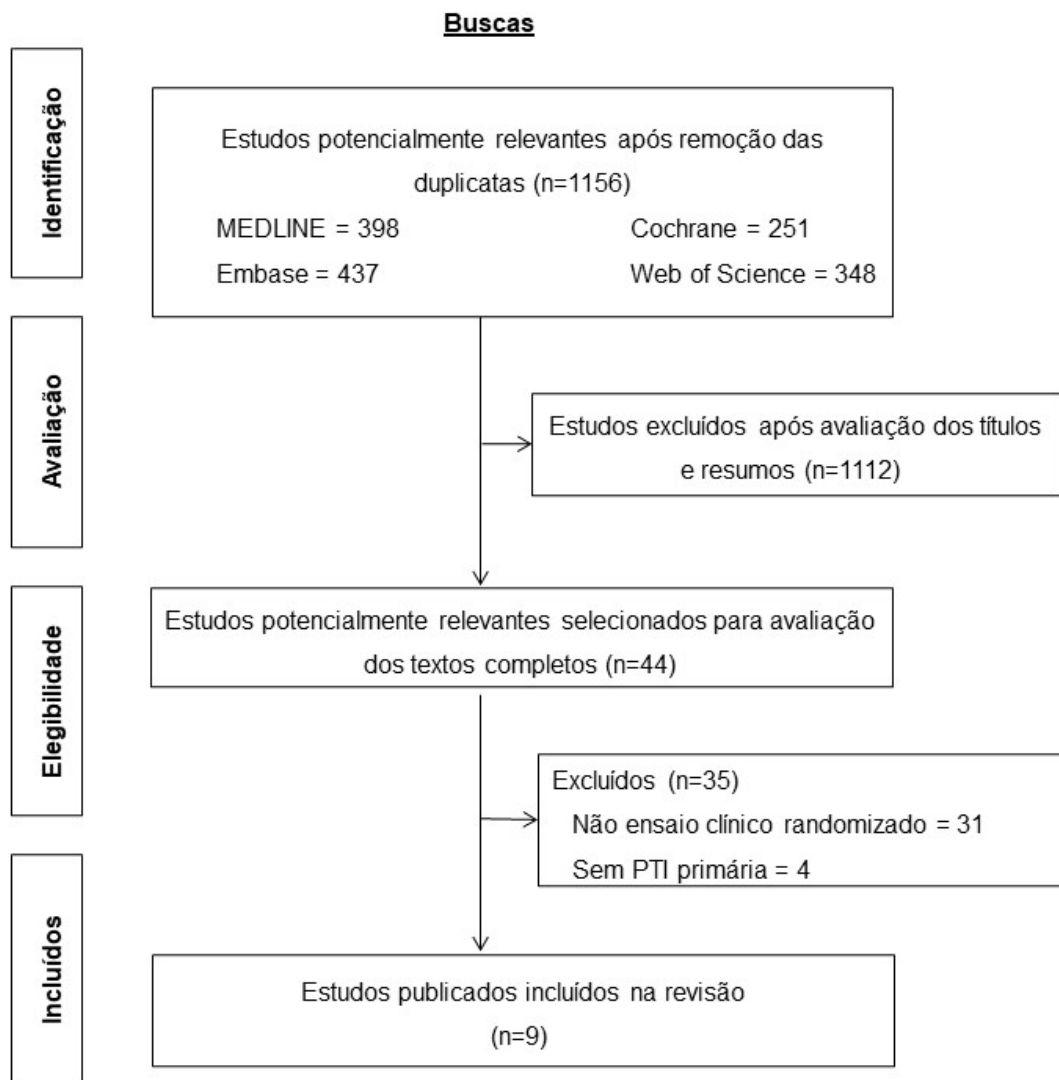 Buscas
Identificação
Estudos potencialmente relevantes após remoção das
duplicatas (n=1156)
MEDLINE = 398
Cochrane = 251
Embase = 437
Web of Science = 348
Avaliação
Estudos excluídos após avaliação dos títulos
e resumos (n=1112)
Elegibilidade
Estudos potencialmente relevantes selecionados para avaliação
dos textos completos (n=44)
Excluídos (n=35)
Não ensaio clínico randomizado = 31
Sem PTI primária = 4
Incluídos
Estudos publicados incluídos na revisão
(n=9)